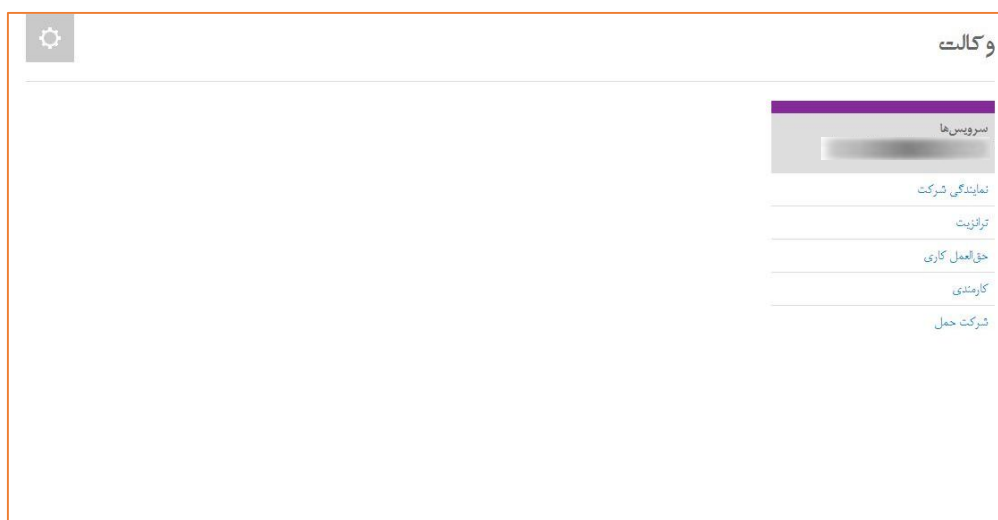 وکالت
سرویس‌ها
نمایندگی شرکت
ترانزیت
حق‌العمل کاری
کارمندی
شرکت حمل